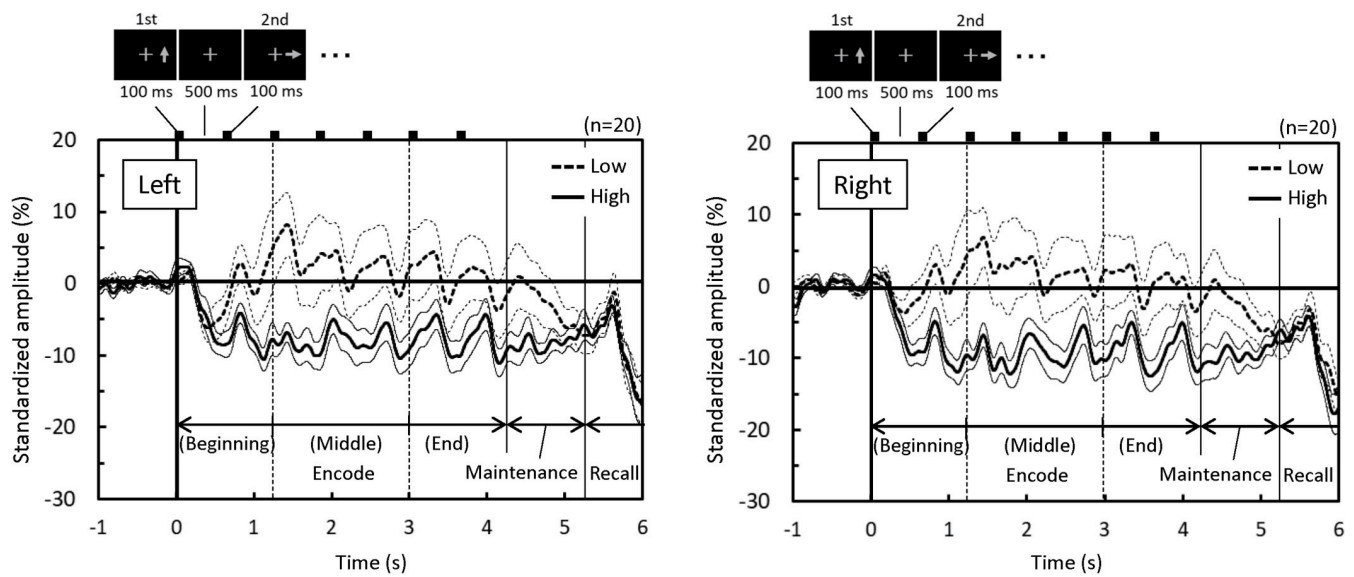 1st 2nd
...
100 ms 500 ms 100 ms
(n=20)
Left
Low
High
Standardized amplitude (%)
20
10
0
-10
-20
-30
(Beginning) (Middle) (End)
Encode
Maintenance
Recall
-1 0 1 2 3 4 5 6
Time (s)
1st 2nd
...
100 ms 500 ms 100 ms
(n=20)
Right
Low
High
Standardized amplitude (%)
20
10
0
-10
-20
-30
(Beginning) (Middle) (End)
Encode
Maintenance
Recall
-1 0 1 2 3 4 5 6
Time (s)